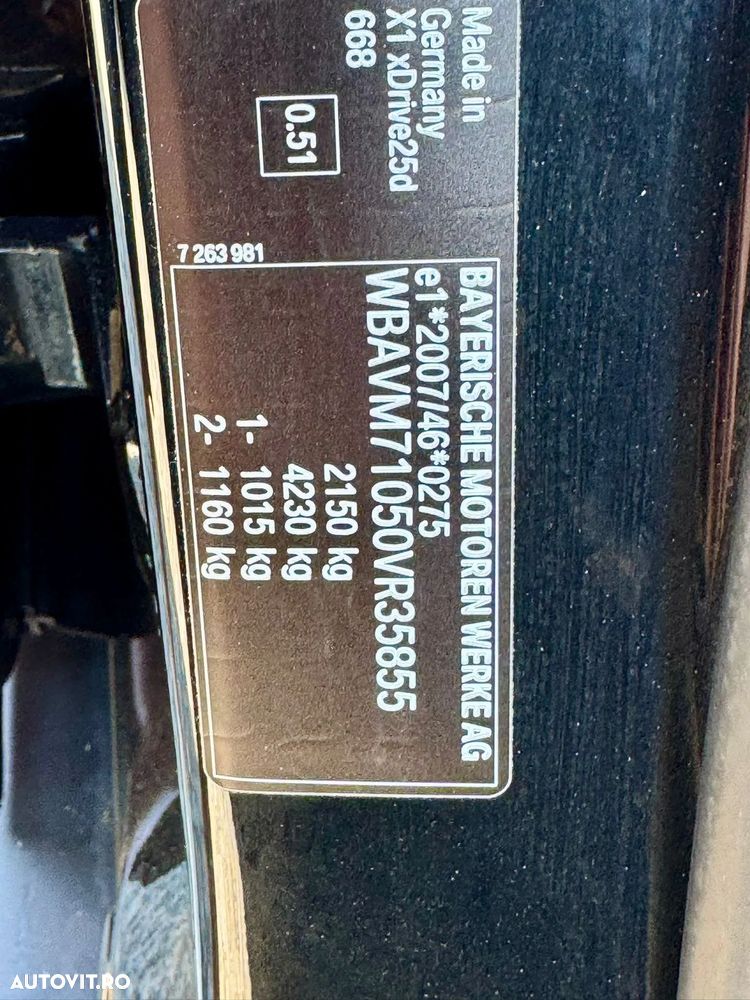 Made in
Germany
X1 xDrive25d
668
0.51
7 263 981
BAYERISCHE MOTOREN WERKE AG
e1*2007/46*0275
WBAVM71050VR35855
2150 kg
4230 kg
1- 1015 kg
2- 1160 kg
AUTOVIT.RO